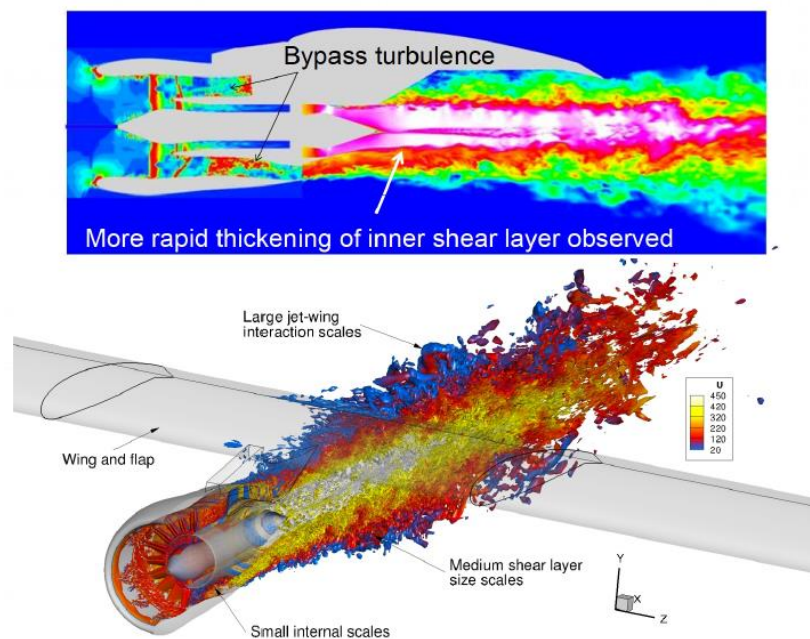 Bypass turbulence
More rapid thickening of inner shear layer observed
Large jet-wing
interaction scales
U
450
420
320
220
120
20
Wing and flap
Medium shear layer
size scales
Small internal scales
Y
X
Z